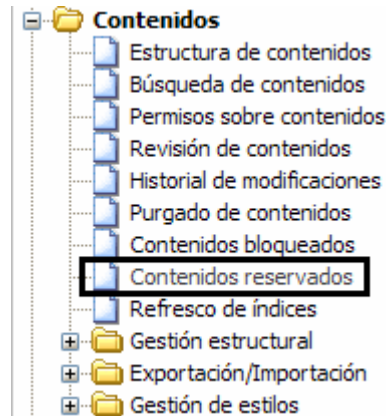 Contenidos
Estructura de contenidos
Búsqueda de contenidos
Permisos sobre contenidos
Revisión de contenidos
Historial de modificaciones
Purgado de contenidos
Contenidos bloqueados
Contenidos reservados
Refresco de índices
Gestión estructural
Exportación/Importación
Gestión de estilos